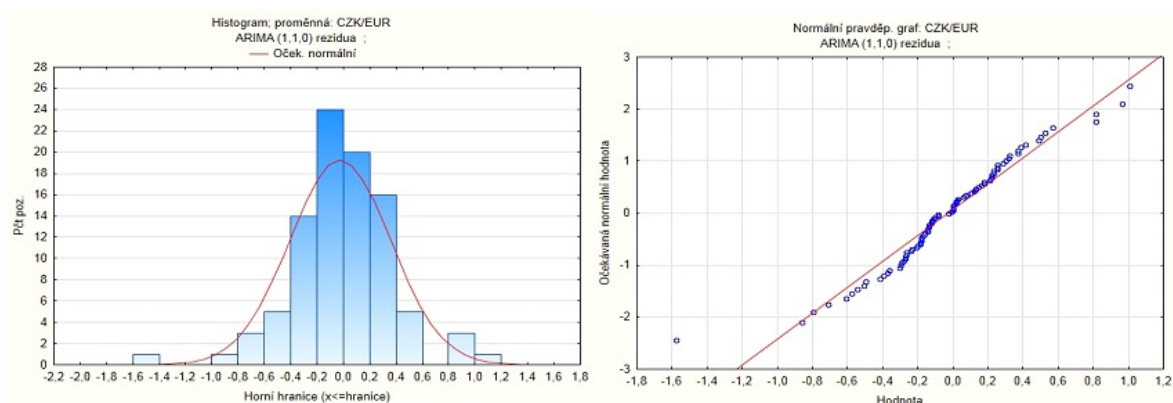 Histogram; proměnná: CZK/EUR
ARIMA (1,1,0) rezidua ;
Oček. normální
28
26
24
22
20
18
16
14
12
10
8
6
4
2
0
Pčt poz.
-2,2 -2,0 -1,8 -1,6 -1,4 -1,2 -1,0 -0,8 -0,6 -0,4 -0,2 0,0 0,2 0,4 0,6 0,8 1,0 1,2 1,4 1,6 1,8
Horní hranice (x<=hranice)
Normální pravděp. graf: CZK/EUR
ARIMA (1,1,0) rezidua ;
3
2
1
0
-1
-2
-3
Očekávaná normální hodnota
-1,8 -1,6 -1,4 -1,2 -1,0 -0,8 -0,6 -0,4 -0,2 0,0 0,2 0,4 0,6 0,8 1,0 1,2
Hodnota